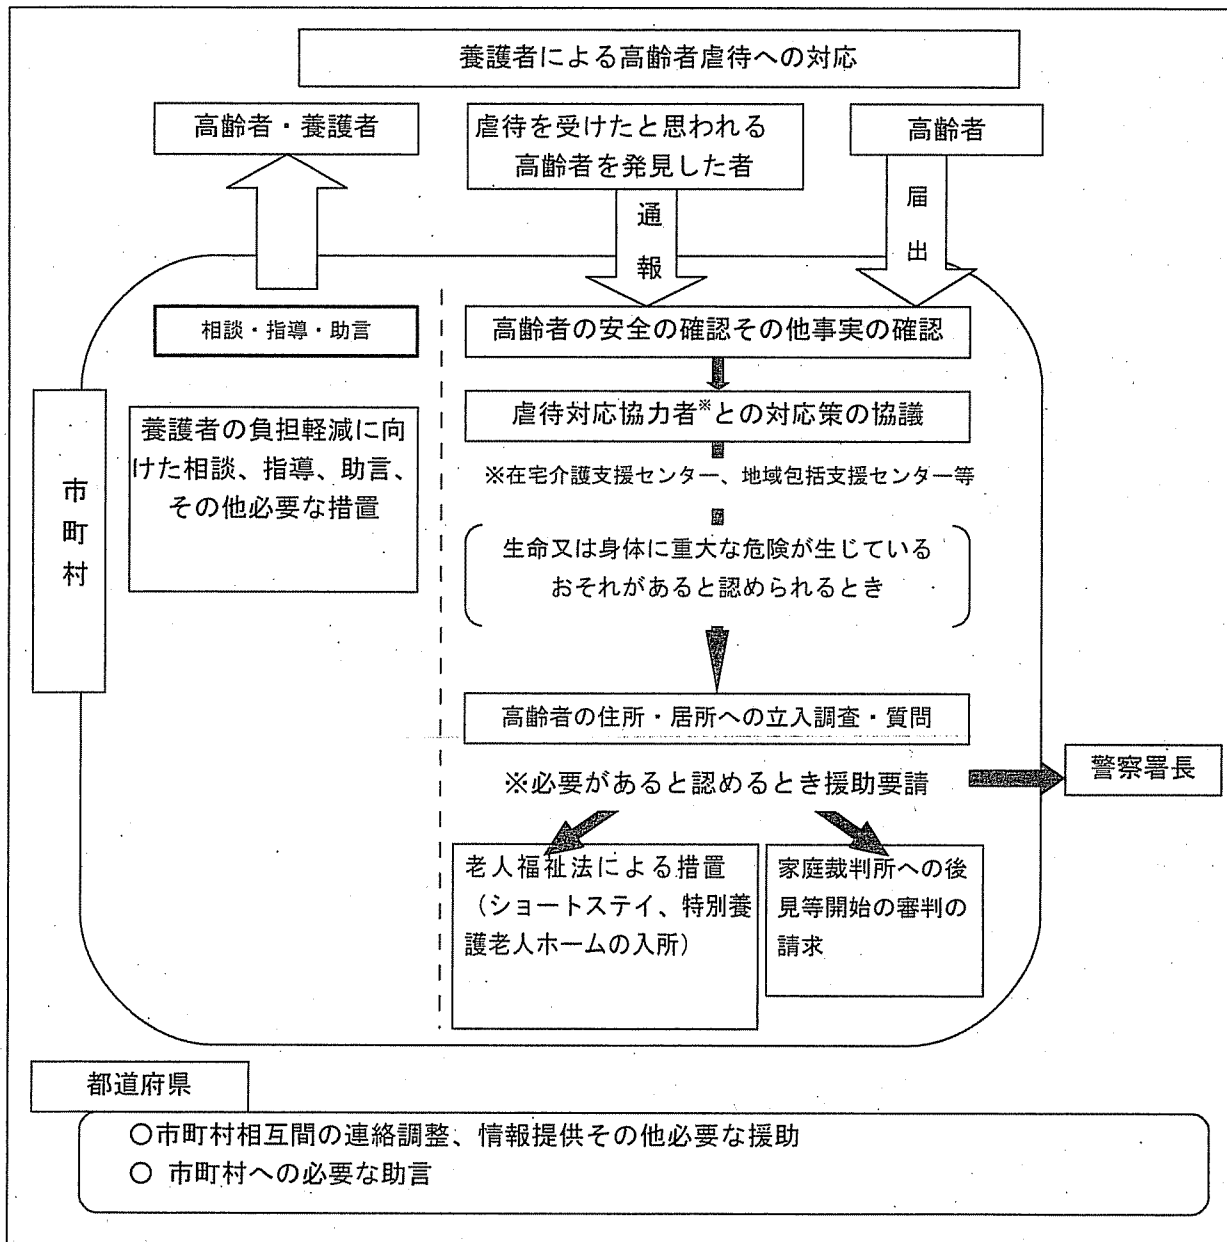 養護者による高齢者虐待への対応
高齢者・養護者
虐待を受けたと思われる
高齢者を発見した者
高齢者
通報
届出
相談・指導・助言
養護者の負担軽減に向
けた相談、指導、助言、
その他必要な措置
市町村
高齢者の安全の確認その他事実の確認
虐待対応協力者※との対応策の協議
※在宅介護支援センター、地域包括支援センター等
生命又は身体に重大な危険が生じている
おそれがあると認められるとき
高齢者の住所・居所への立入調査・質問
※必要があると認めるとき援助要請
警察署長
老人福祉法による措置
（ショートステイ、特別養
護老人ホームの入所）
家庭裁判所への後
見等開始の審判の
請求
都道府県
○市町村相互間の連絡調整、情報提供その他必要な援助
○ 市町村への必要な助言